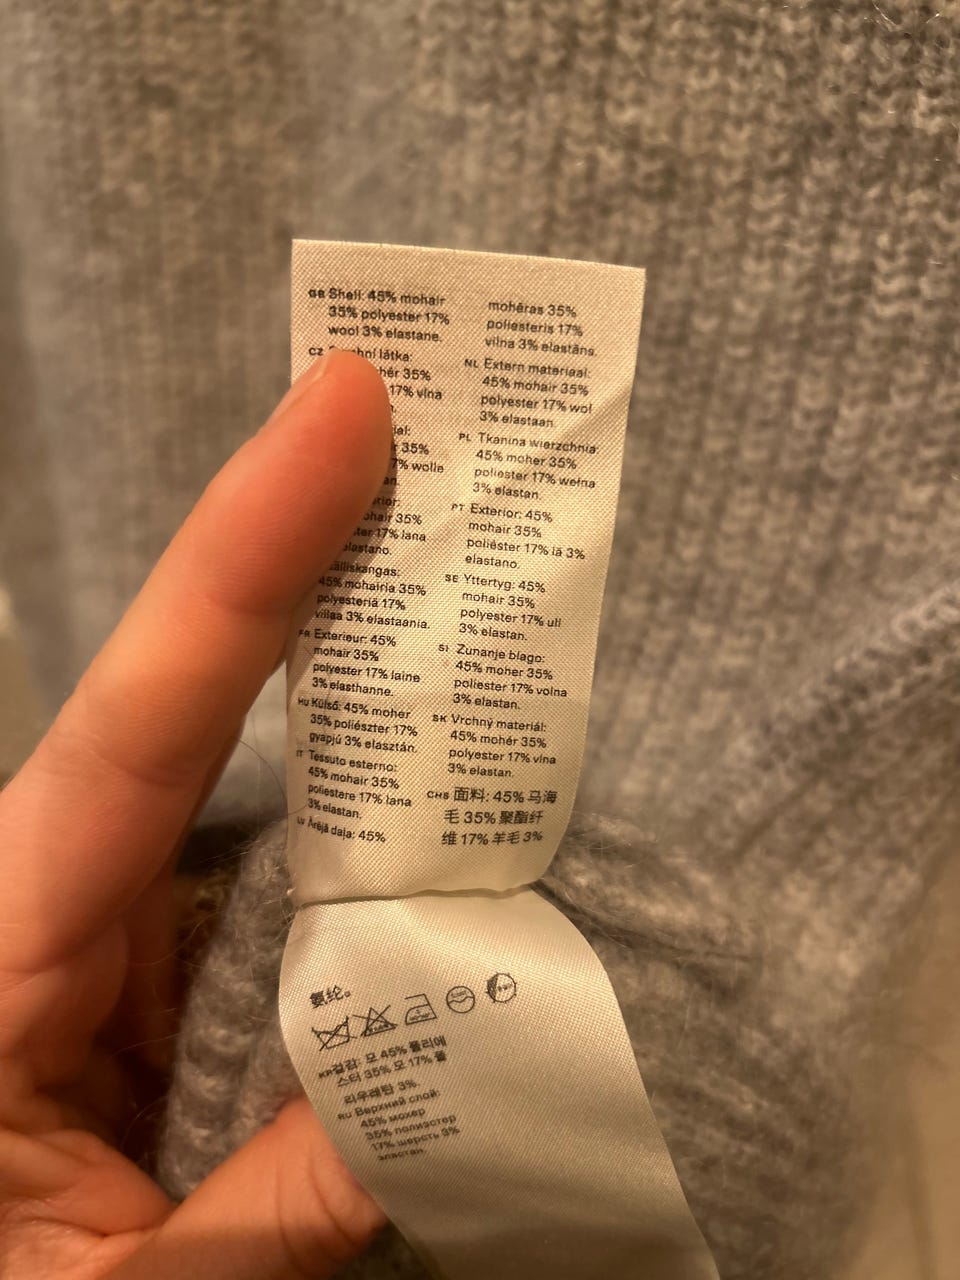 GB Shell: 45% mohair
35% polyester 17%
wool 3% elastane.
CZ látka:
35%
17% vlna
35%
wolle
35%
17% lana
elastano.
45% mohairia 35%
polyesteriä 17%
villaa 3% elastaania.
FR Exterieur: 45%
mohair 35%
polyester 17% laine
3% elasthanne.
HU Külső: 45% moher
35% poliészter 17%
gyapjú 3% elasztán.
IT Tessuto esterno:
45% mohair 35%
poliestere 17% lana
3% elastan.
LV Ārējā daļa: 45%
mohēras 35%
poliesteris 17%
vilna 3% elastāns.
NL Extern materiaal:
45% mohair 35%
polyester 17% wol
3% elastaan.
PL Tkanina wierzchnia:
45% moher 35%
poliester 17% wełna
3% elastan.
PT Exterior: 45%
mohair 35%
poliéster 17% lã 3%
elastano.
SE Yttertyg: 45%
mohair 35%
polyester 17% ull
3% elastan.
SI Zunanje blago:
45% moher 35%
poliester 17% volna
3% elastan.
SK Vrchný materiál:
45% mohér 35%
polyester 17% vlna
3% elastan.
CHS 面料: 45% 马海
毛 35% 聚酯纤
维 17% 羊毛 3%
氨纶。
겉감: 모 45% 폴리에
스터 35% 모 17% 폴
리우레탄 3%.
RU Верхний слой:
45% мохер
35% полиэстер
17% шерсть 3%
эластан.